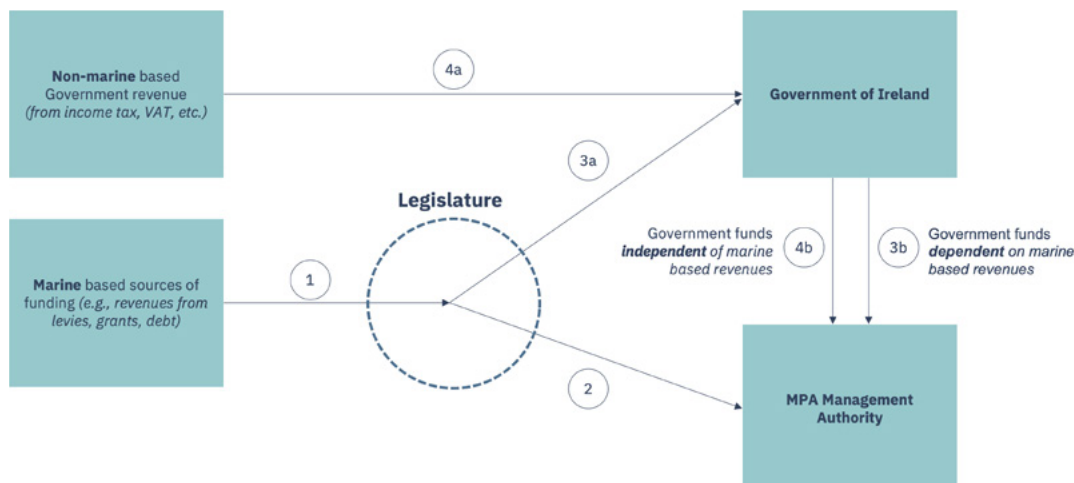 Non-marine based
Government revenue
(from income tax, VAT, etc.)
4a
Government of Ireland
3a
Legislature
Marine based sources of
funding (e.g., revenues from
levies, grants, debt)
1
2
Government funds
independent of marine
based revenues
4b
3b
Government funds
dependent on marine
based revenues
MPA Management
Authority